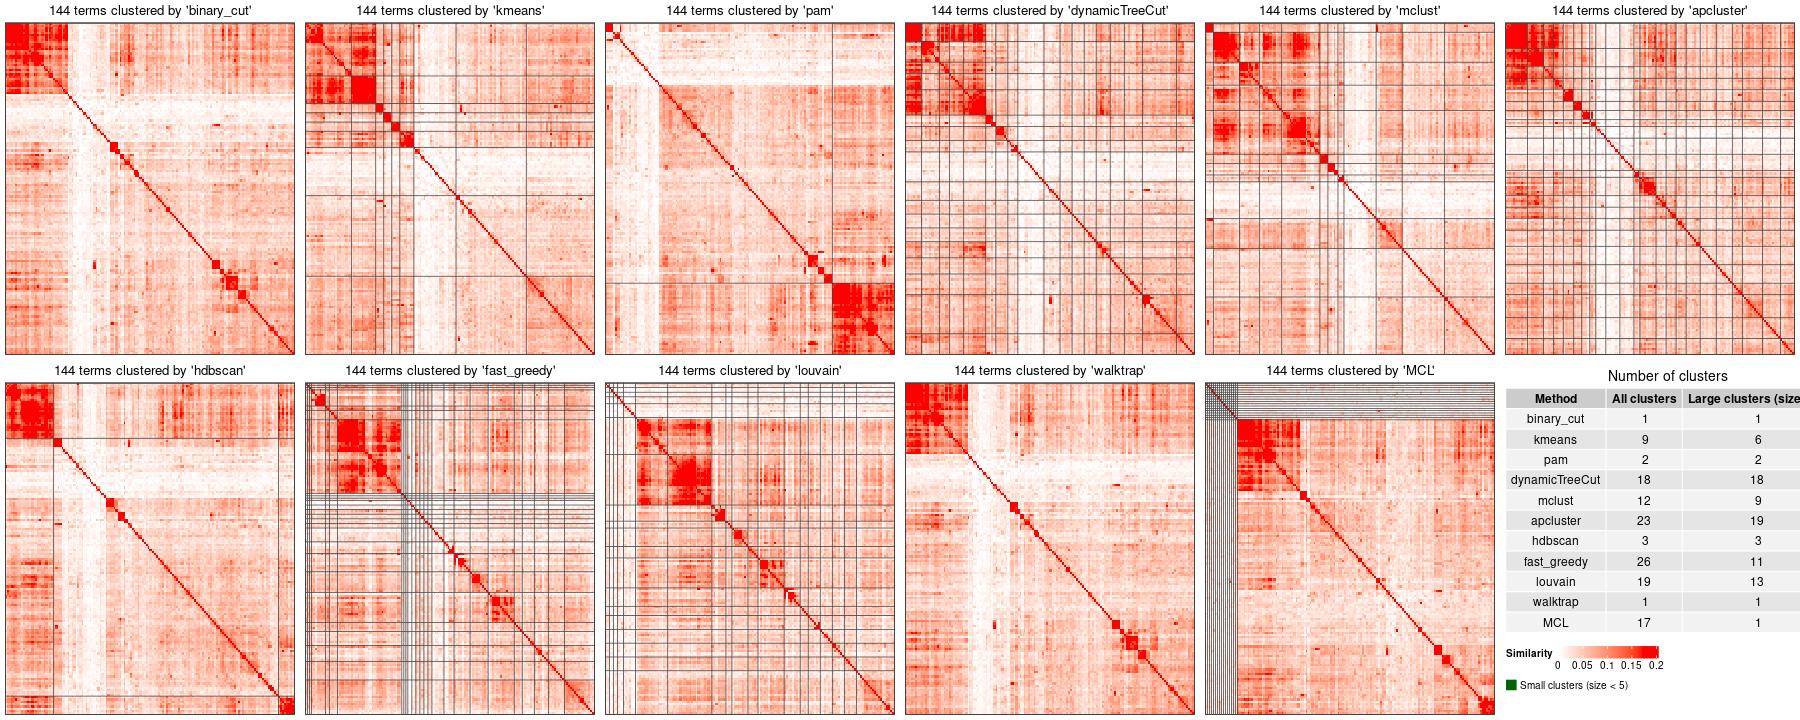 144 terms clustered by 'binary_cut'
144 terms clustered by 'kmeans'
144 terms clustered by 'pam'
144 terms clustered by 'dynamicTreeCut'
144 terms clustered by 'mclust'
144 terms clustered by 'apcluster'
144 terms clustered by 'hdbscan'
144 terms clustered by 'fast_greedy'
144 terms clustered by 'louvain'
144 terms clustered by 'walktrap'
144 terms clustered by 'MCL'
Number of clusters
Method All clusters Large clusters (size
binary_cut 1 1
kmeans 9 6
pam 2 2
dynamicTreeCut 18 18
mclust 12 9
apcluster 23 19
hdbscan 3 3
fast_greedy 26 11
louvain 19 13
walktrap 1 1
MCL 17 1
Similarity
0 0.05 0.1 0.15 0.2
Small clusters (size < 5)